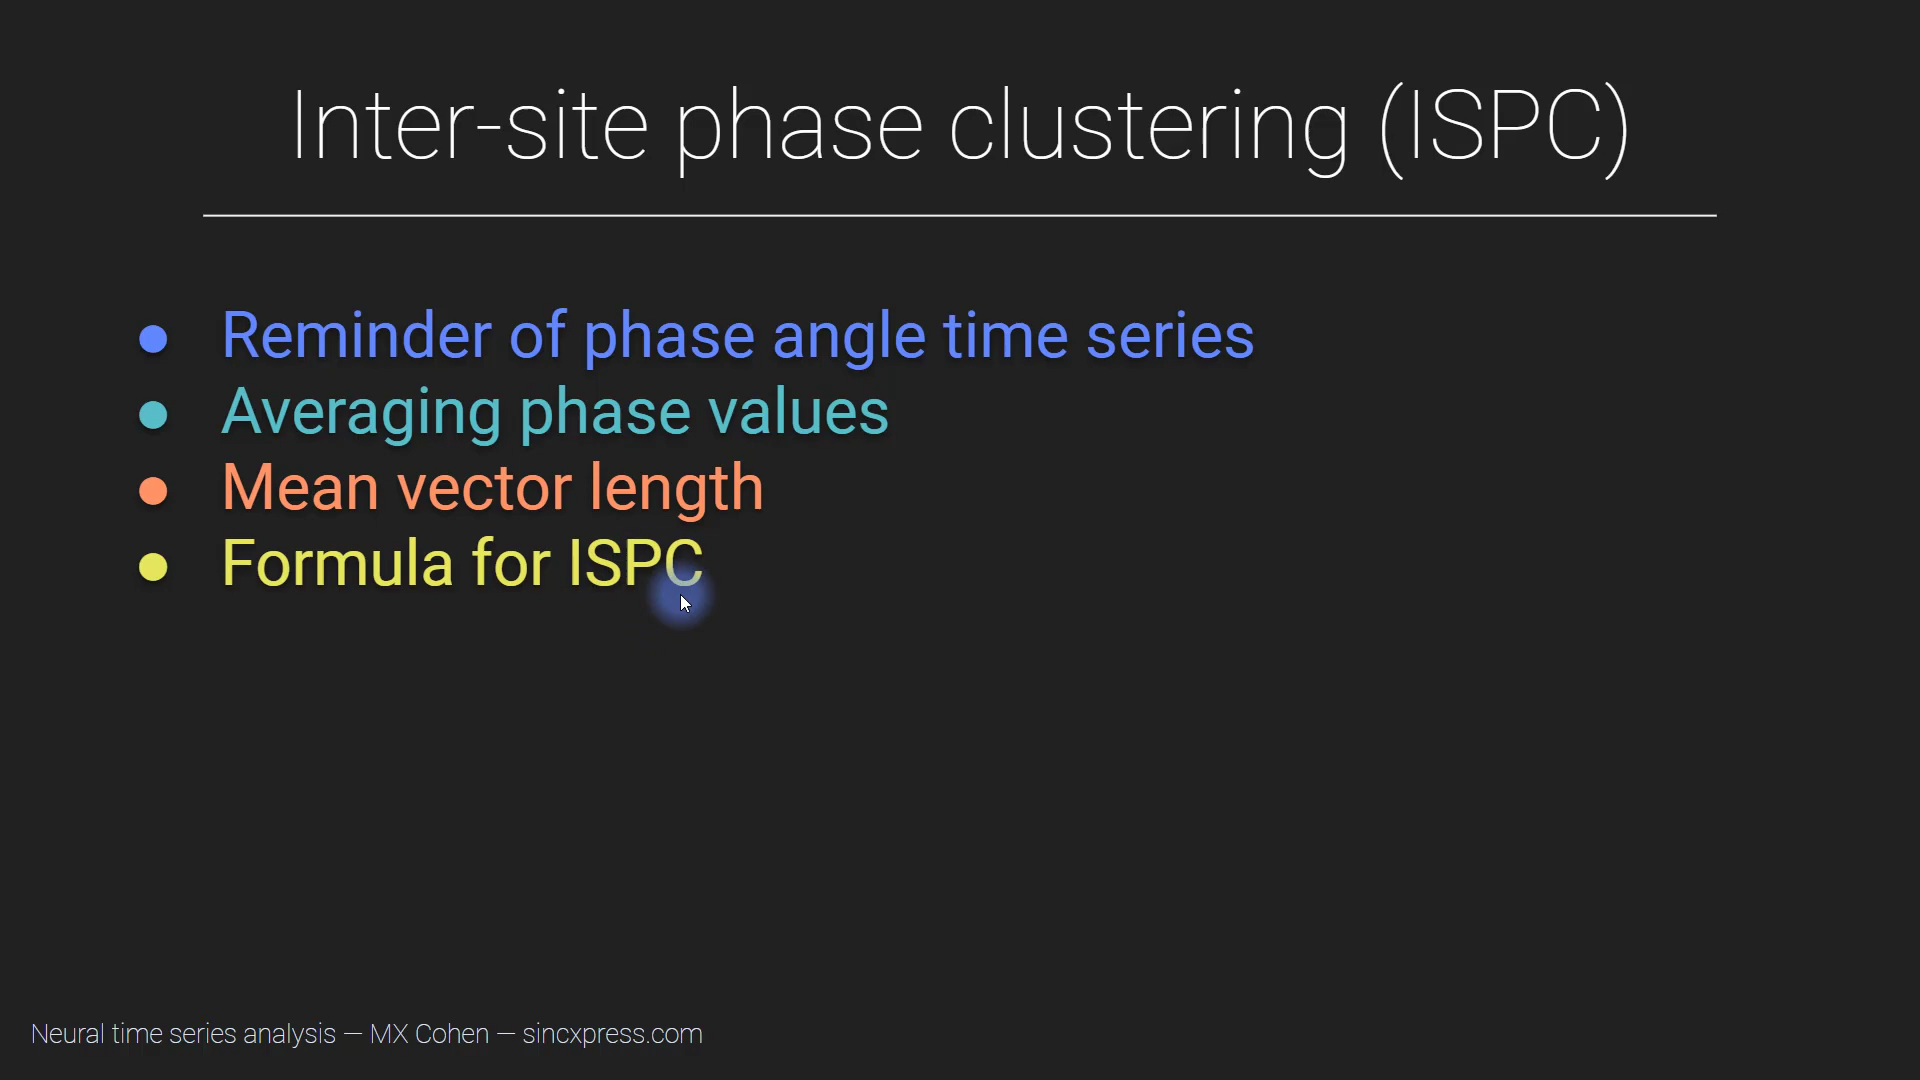 Inter-site phase clustering (ISPC)
● Reminder of phase angle time series
● Averaging phase values
● Mean vector length
● Formula for ISPC
Neural time series analysis — MX Cohen — sincxpress.com